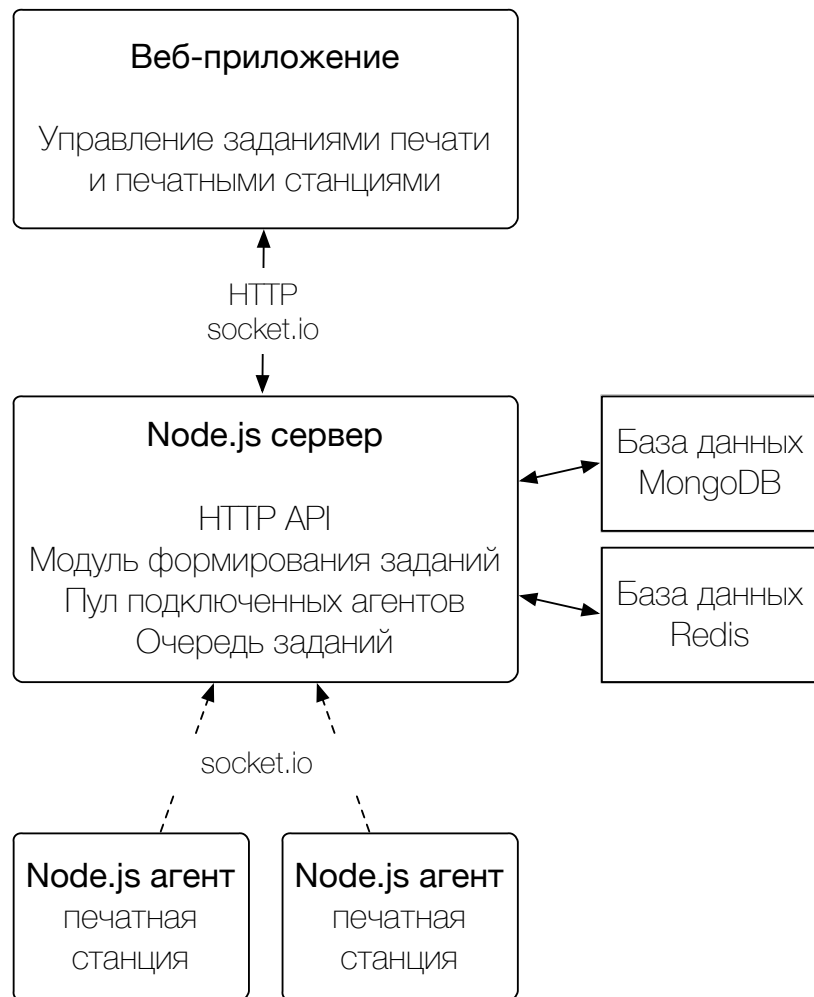 Веб-приложение
Управление заданиями печати
и печатными станциями
HTTP
socket.io
Node.js сервер
HTTP API
Модуль формирования заданий
Пул подключенных агентов
Очередь заданий
База данных
MongoDB
База данных
Redis
socket.io
Node.js агент
печатная
станция
Node.js агент
печатная
станция